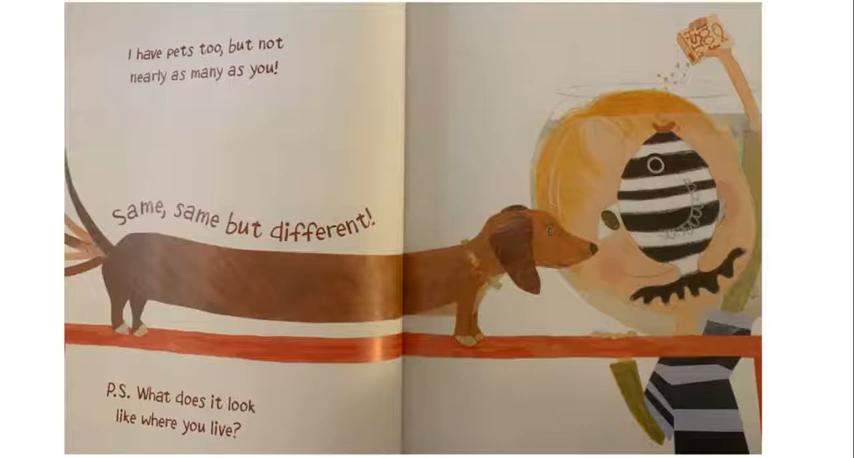 I have pets too, but not
nearly as many as you!
Same, same but different!
P.S. What does it look
like where you live?